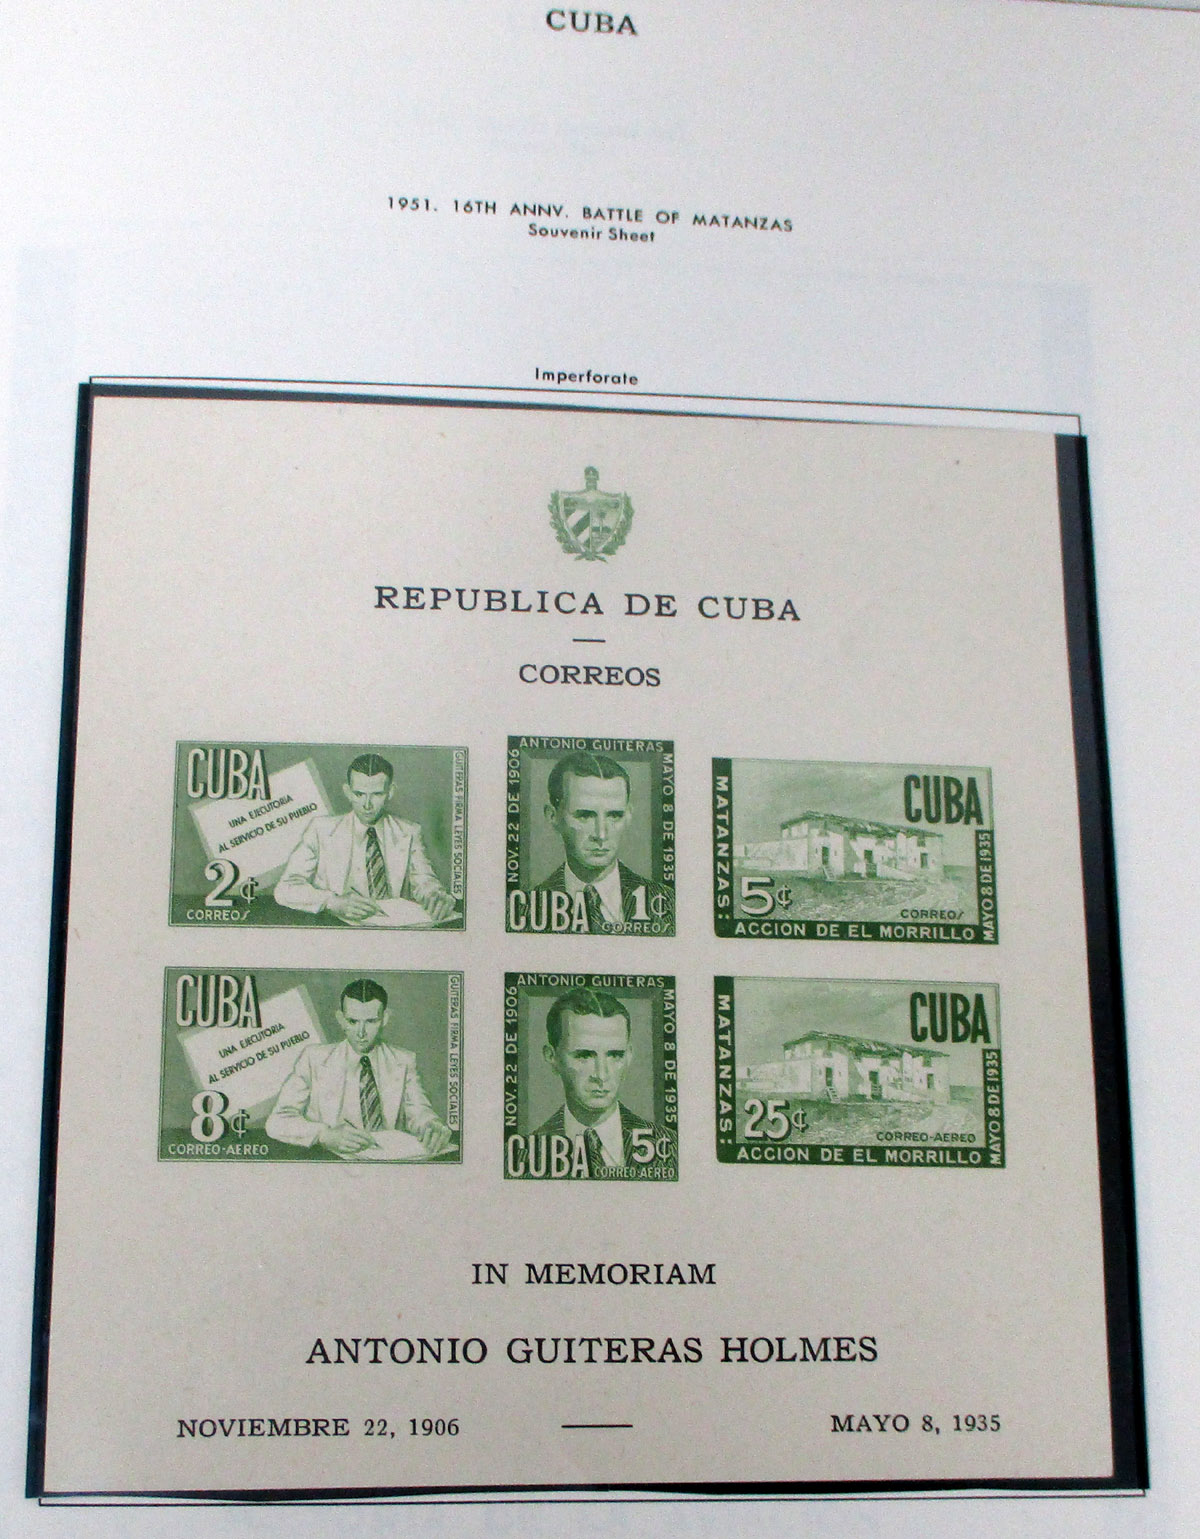 CUBA
1951. 16TH ANNV. BATTLE OF MATANZAS
Souvenir Sheet
Imperforate
REPUBLICA DE CUBA
CORREOS
CUBA
UNA EJECUTORIA
AL SERVICIO DE SU PUEBLO
2¢
CORREOS
GUITERAS FIRMA LEYES SOCIALES
ANTONIO GUITERAS
NOV. 22 DE 1906
MAYO 8 DE 1935
CUBA 1¢
CORREOS
MATANZAS:
CUBA
5¢
CORREOS
MAYO 8 DE 1935
ACCION DE EL MORRILLO
CUBA
UNA EJECUTORIA
AL SERVICIO DE SU PUEBLO
8¢
CORREO-AEREO
GUITERAS FIRMA LEYES SOCIALES
ANTONIO GUITERAS
NOV. 22 DE 1906
MAYO 8 DE 1935
CUBA 5¢
CORREO-AEREO
MATANZAS:
CUBA
25¢
CORREO-AEREO
MAYO 8 DE 1935
ACCION DE EL MORRILLO
IN MEMORIAM
ANTONIO GUITERAS HOLMES
NOVIEMBRE 22, 1906 — MAYO 8, 1935